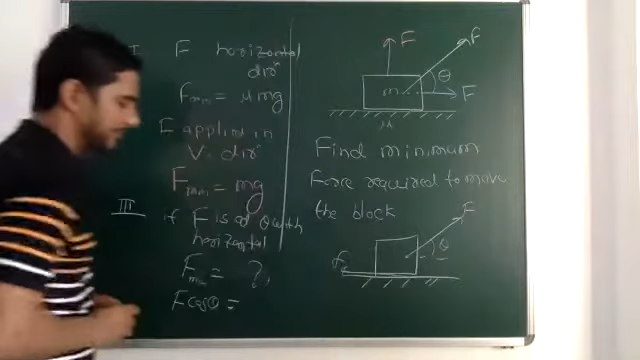 I F horizontal
dirⁿ
Fmin = μmg
F applied in
V. dirⁿ
Fmin = mg
III if F is at θ with
horizontal
Fmin = ?
F cosθ =
F
F
θ
m
F
μ
Find minimum
Force required to move
the block
F
θ